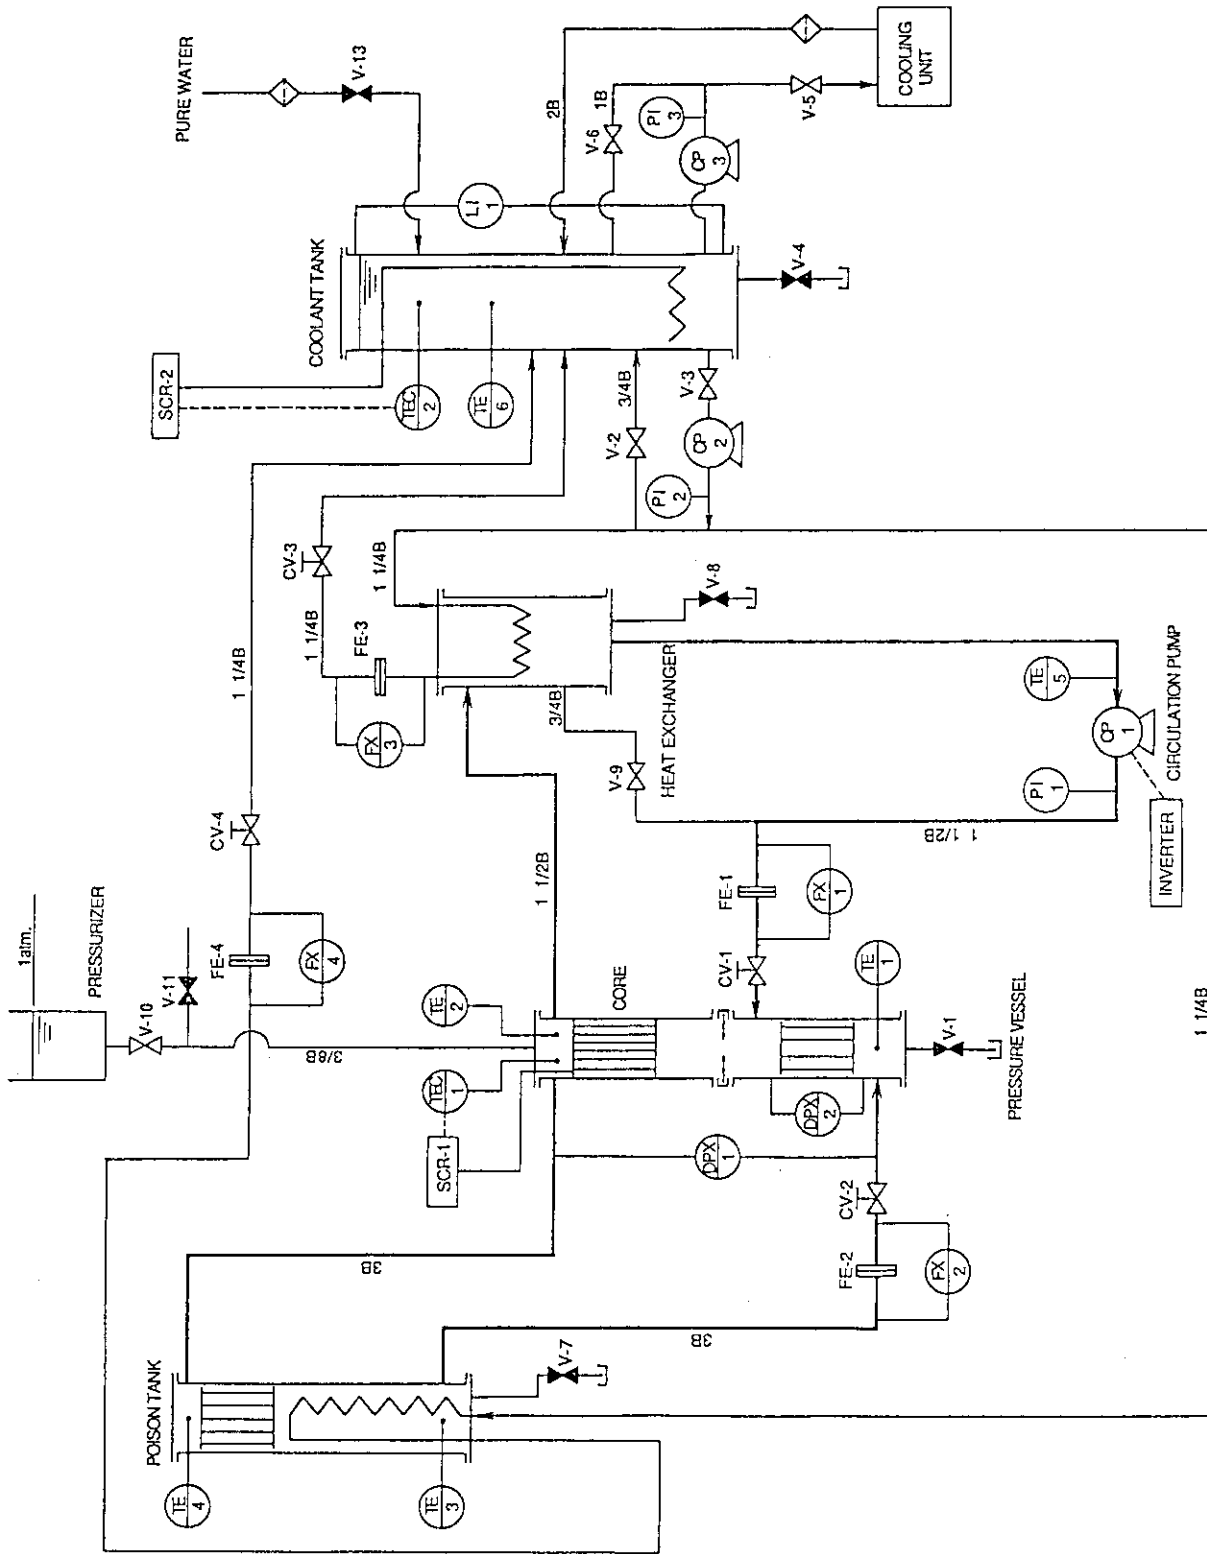 PURE WATER
V-13
COOLANT TANK
SCR-2
TEC
2
TE
6
LI
1
2B
1B
V-6
PI
3
CP
3
V-5
COOLING
UNIT
V-4
V-3
3/4B
V-2
CP
2
PI
2
CV-3
1 1/4B
1 1/4B
1 1/4B
FE-3
FX
3
3/4B
V-8
HEAT EXCHANGER
V-9
TE
5
CP
1
CIRCULATION PUMP
PI
1
INVERTER
1 1/2B
1 1/2B
CV-4
1atm.
PRESSURIZER
FE-4
FX
4
V-11
V-10
3/8B
TE
2
TEC
1
SCR-1
CORE
FE-1
FX
1
CV-1
TE
1
V-1
PRESSURE VESSEL
DPX
2
DPX
1
CV-2
FE-2
FX
2
3B
3B
V-7
POISON TANK
TE
4
TE
3
1 1/4B